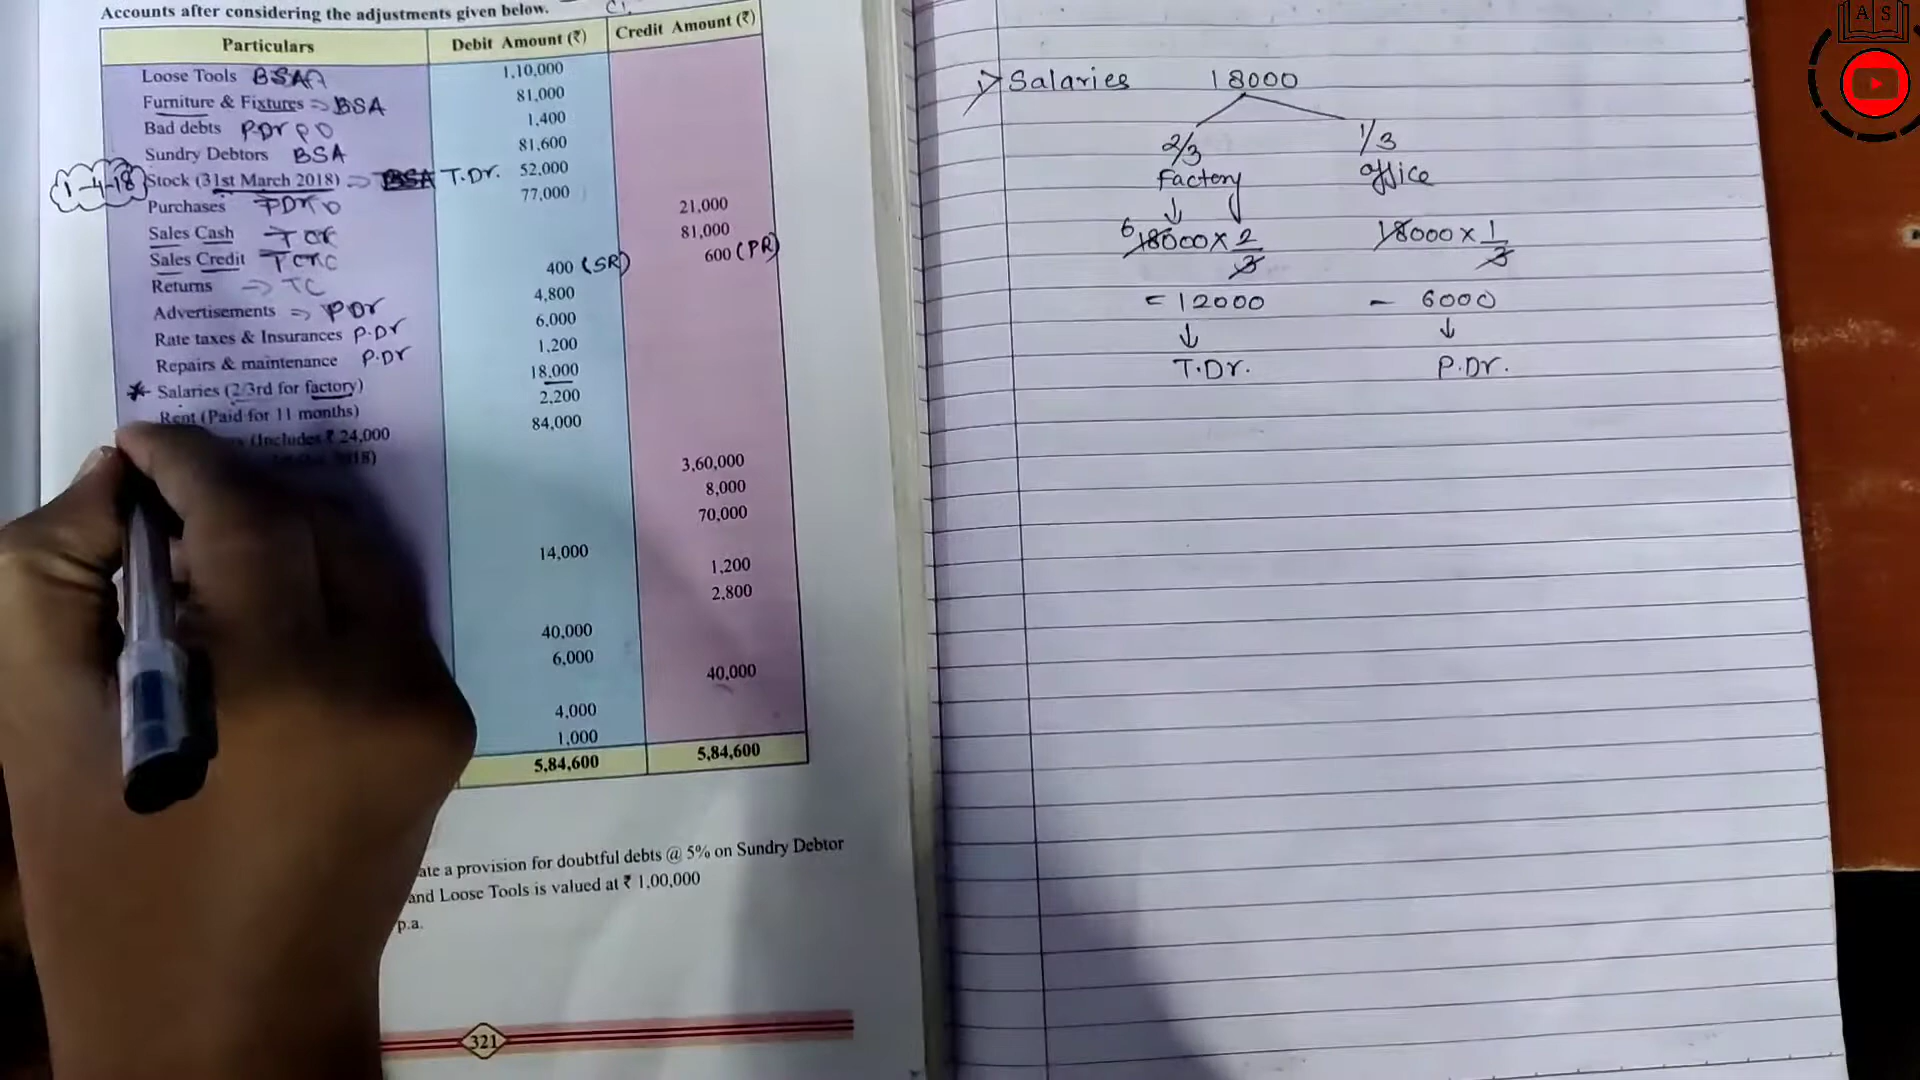 Accounts after considering the adjustments given below.
Particulars Debit Amount (₹) Credit Amount (₹)
Loose Tools BSA 1,10,000
Furniture & Fixtures ⇒ BSA 81,000
Bad debts P.Dr 1,400
Sundry Debtors BSA 81,600
1-4-18 Stock (31st March 2018) ⇒ T.Dr. 52,000
Purchases 77,000
Sales Cash 21,000
Sales Credit 81,000
Returns 400 (SR) 600 (PR)
Advertisements ⇒ PDr 4,800
Rate taxes & Insurances P.Dr 6,000
Repairs & maintenance P.Dr 1,200
Salaries (2/3rd for factory) 18,000
Rent (Paid for 11 months) 2,200
(Includes ₹ 24,000 84,000
3,60,000
8,000
70,000
14,000
1,200
2,800
40,000
6,000
40,000
4,000
1,000
5,84,600 5,84,600
a provision for doubtful debts @ 5% on Sundry Debtor
and Loose Tools is valued at ₹ 1,00,000
p.a.
321
Salaries 18000
2/3 1/3
Factory office
18000 × 2/3 18000 × 1/3
= 12000 = 6000
↓ ↓
T.Dr. P.Dr.
A S